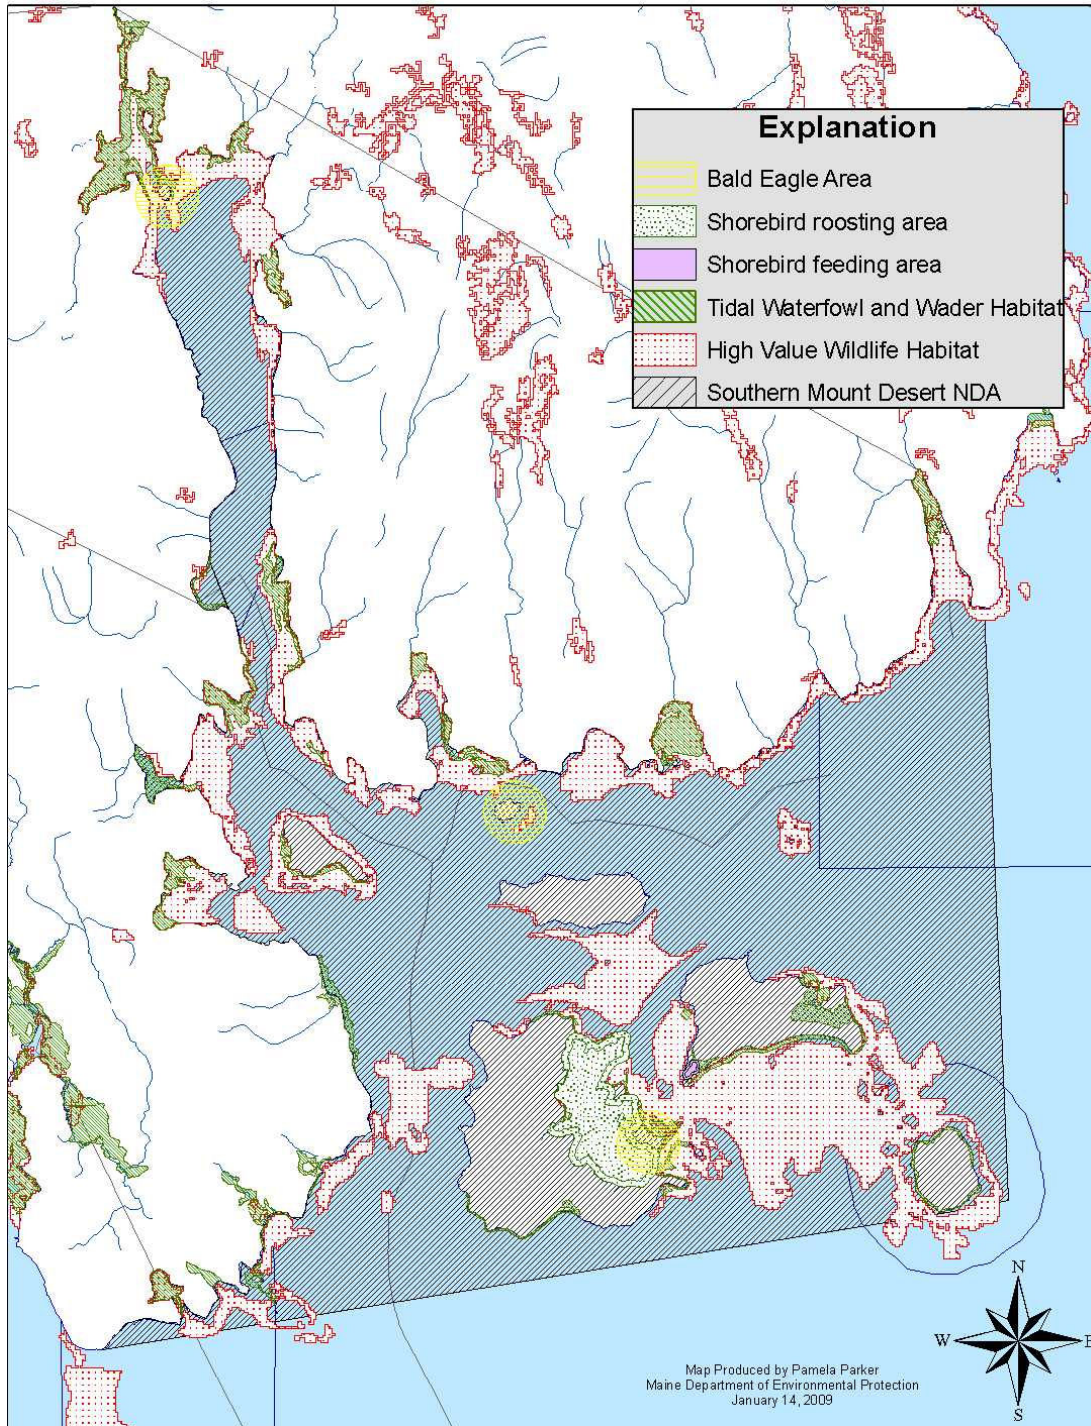 Explanation
Bald Eagle Area
Shorebird roosting area
Shorebird feeding area
Tidal Waterfowl and Wader Habitat
High Value Wildlife Habitat
Southern Mount Desert NDA
N
W
E
S
Map Produced by Pamela Parker
Maine Department of Environmental Protection
January 14, 2009